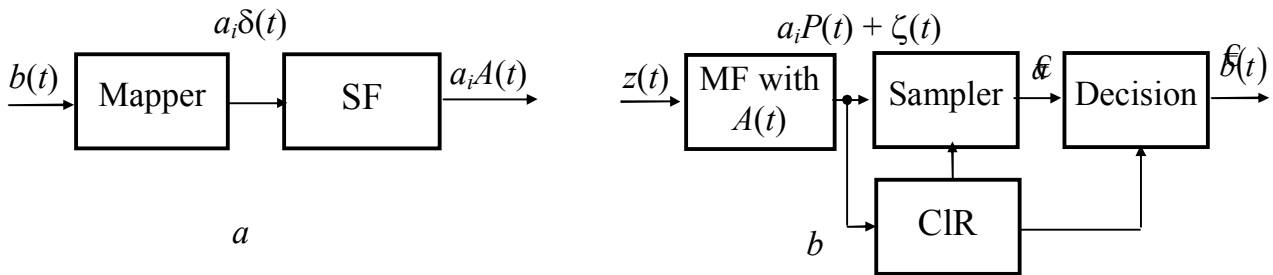 aᵢδ(t)
b(t)
Mapper
SF
aᵢA(t)
a
aᵢP(t) + ζ(t)
z(t)
MF with
A(t)
Sampler
Decision
b(t)
ClR
b